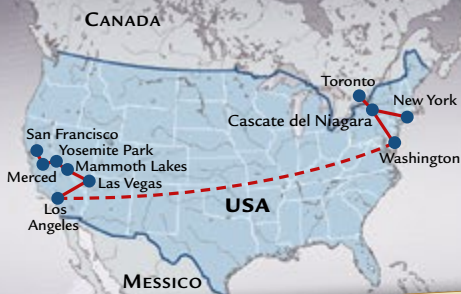 CANADA
Toronto
New York
Cascate del Niagara
San Francisco
Yosemite Park
Mammoth Lakes
Merced
Las Vegas
Washington
Los
Angeles
USA
MESSICO